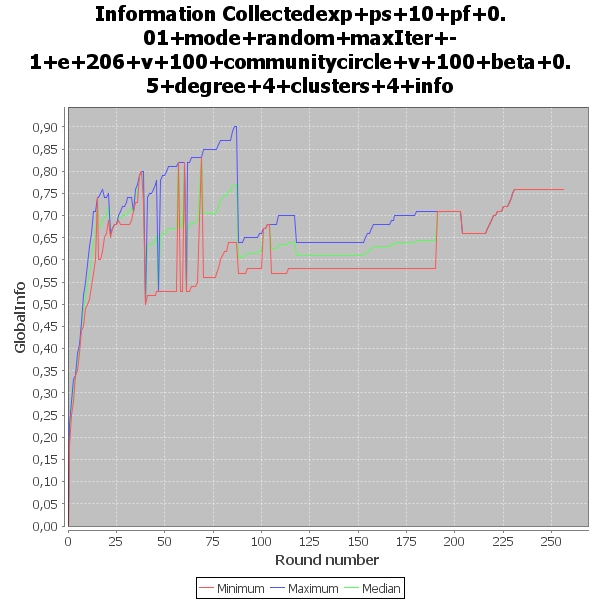 Information Collectedexp+ps+10+pf+0.
01+mode+random+maxIter+-
1+e+206+v+100+communitycircle+v+100+beta+0.
5+degree+4+clusters+4+info
0,90
0,85
0,80
0,75
0,70
0,65
0,60
0,55
0,50
0,45
0,40
0,35
0,30
0,25
0,20
0,15
0,10
0,05
0,00
GlobalInfo
0 25 50 75 100 125 150 175 200 225 250
Round number
Minimum Maximum Median